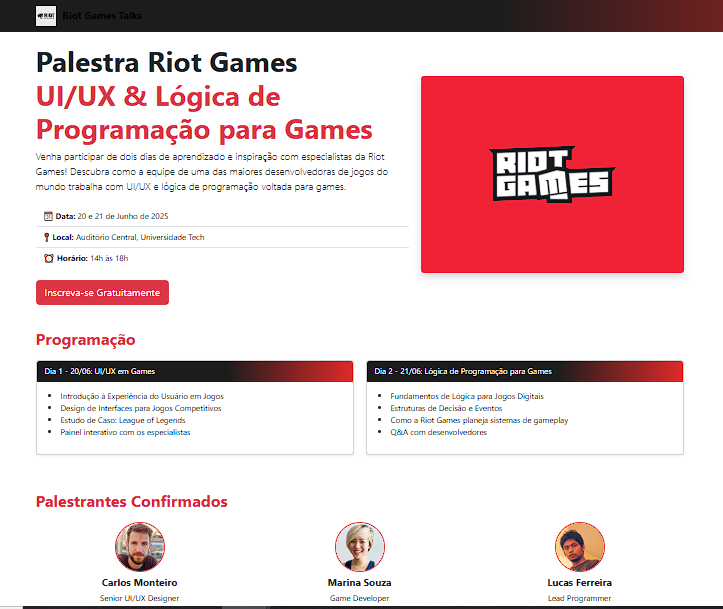 RIOT
Riot Games Talks
Palestra Riot Games
UI/UX & Lógica de
Programação para Games
Venha participar de dois dias de aprendizado e inspiração com especialistas da Riot
Games! Descubra como a equipe de uma das maiores desenvolvedoras de jogos do
mundo trabalha com UI/UX e lógica de programação voltada para games.
Data: 20 e 21 de Junho de 2025
Local: Auditório Central, Universidade Tech
Horário: 14h às 18h
Inscreva-se Gratuitamente
RIOT
GAMES
Programação
Dia 1 - 20/06: UI/UX em Games
• Introdução à Experiência do Usuário em Jogos
• Design de Interfaces para Jogos Competitivos
• Estudo de Caso: League of Legends
• Painel interativo com os especialistas
Dia 2 - 21/06: Lógica de Programação para Games
• Fundamentos de Lógica para Jogos Digitais
• Estruturas de Decisão e Eventos
• Como a Riot Games planeja sistemas de gameplay
• Q&A com desenvolvedores
Palestrantes Confirmados
Carlos Monteiro
Senior UI/UX Designer
Marina Souza
Game Developer
Lucas Ferreira
Lead Programmer